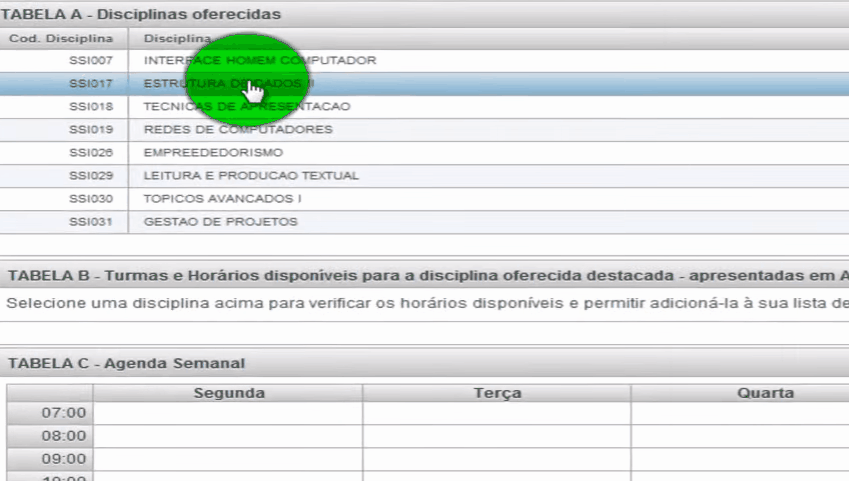 TABELA A - Disciplinas oferecidas
Cod. Disciplina Disciplina
SSI007 INTERFACE HOMEM COMPUTADOR
SSI017 ESTRUTURA DE DADOS II
SSI018 TECNICAS DE APRESENTACAO
SSI019 REDES DE COMPUTADORES
SSI026 EMPREEDEDORISMO
SSI029 LEITURA E PRODUCAO TEXTUAL
SSI030 TOPICOS AVANCADOS I
SSI031 GESTAO DE PROJETOS
TABELA B - Turmas e Horários disponíveis para a disciplina oferecida destacada - apresentadas em A
Selecione uma disciplina acima para verificar os horários disponíveis e permitir adicioná-la à sua lista de
TABELA C - Agenda Semanal
Segunda Terça Quarta
07:00
08:00
09:00
10:00